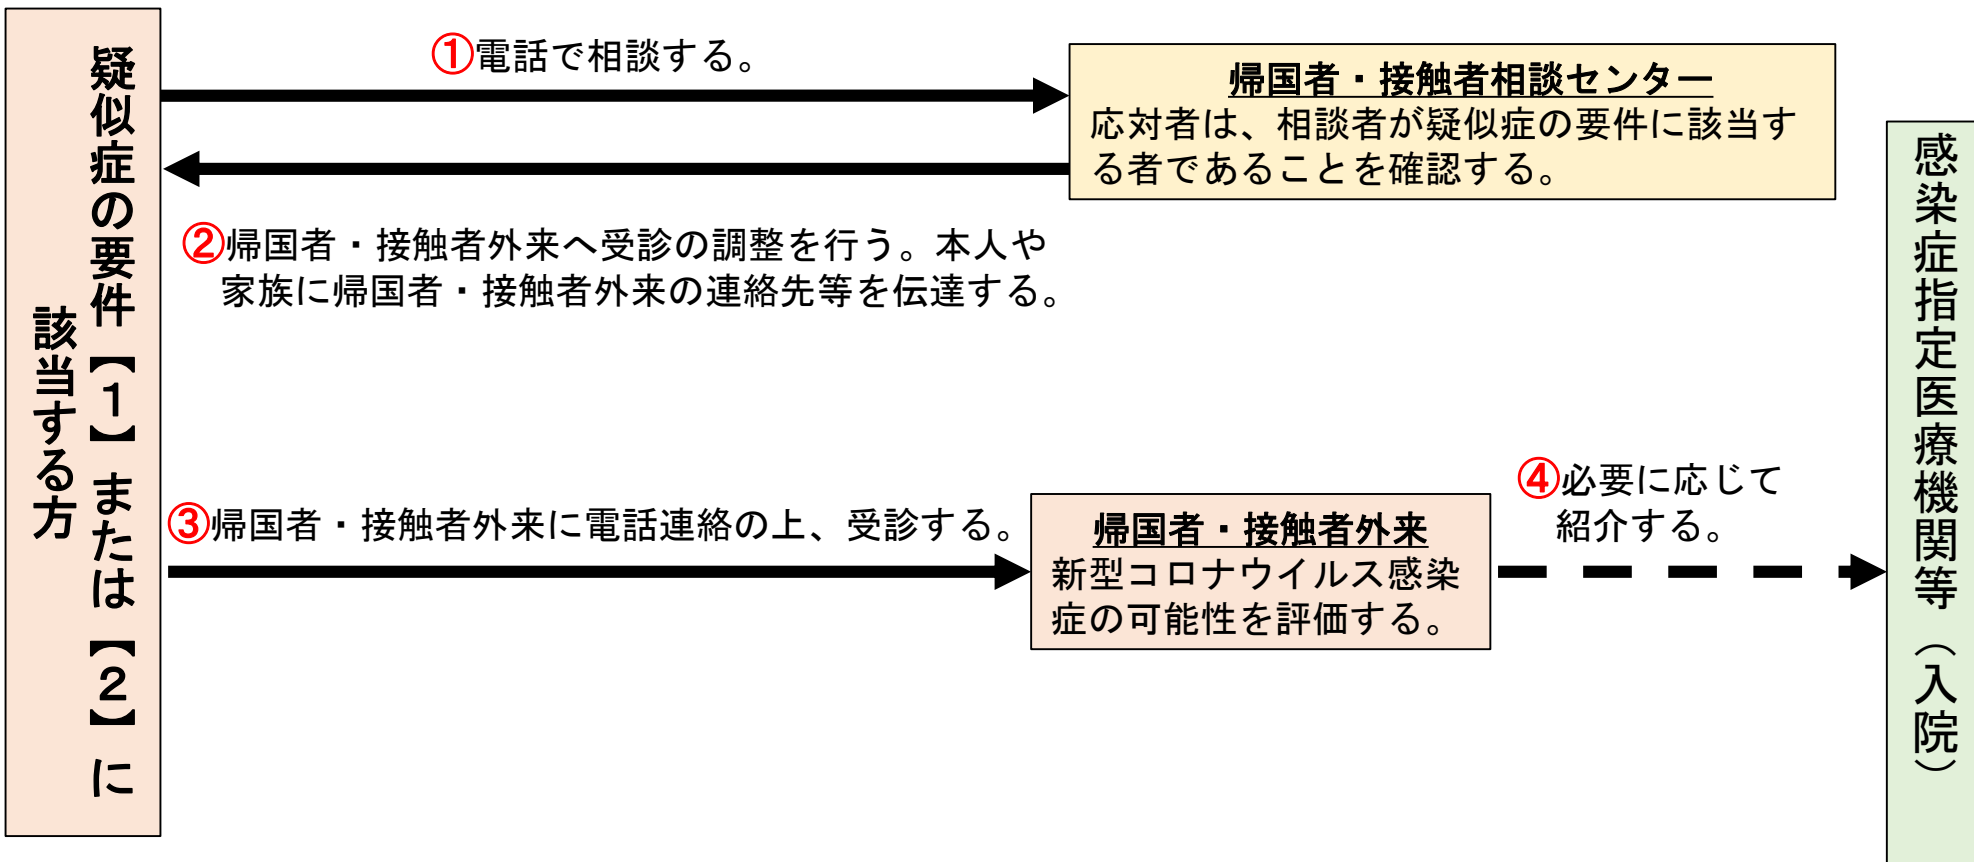 疑似症の要件【１】または【２】に
該当する方
①電話で相談する。
帰国者・接触者相談センター
応対者は、相談者が疑似症の要件に該当す
る者であることを確認する。
②帰国者・接触者外来へ受診の調整を行う。本人や
家族に帰国者・接触者外来の連絡先等を伝達する。
③帰国者・接触者外来に電話連絡の上、受診する。
帰国者・接触者外来
新型コロナウイルス感染
症の可能性を評価する。
④必要に応じて
紹介する。
感染症指定医療機関等（入院）